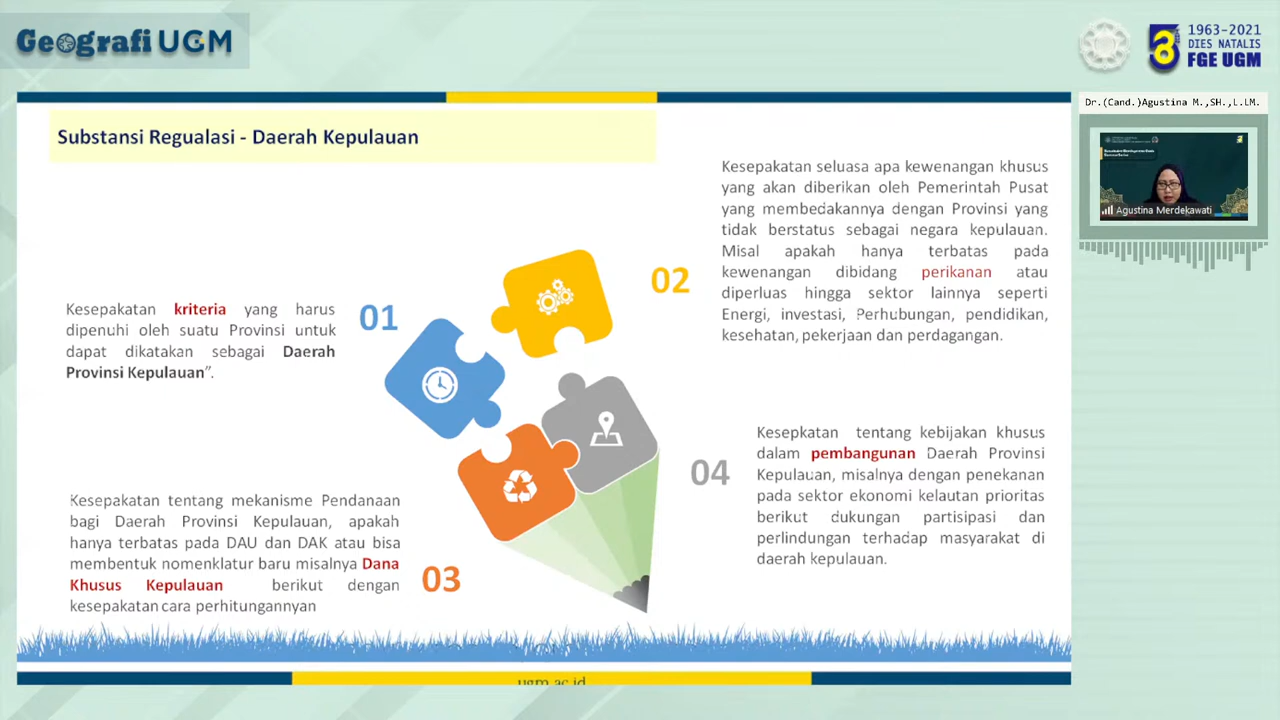 Geografi UGM
1963-2021
DIES NATALIS
FGE UGM
Dr.(Cand.)Agustina M.,SH.,L.LM.
Agustina Merdekawati
Substansi Regualasi - Daerah Kepulauan
01
Kesepakatan kriteria yang harus
dipenuhi oleh suatu Provinsi untuk
dapat dikatakan sebagai Daerah
Provinsi Kepulauan”.
02
Kesepakatan seluasa apa kewenangan khusus
yang akan diberikan oleh Pemerintah Pusat
yang membedakannya dengan Provinsi yang
tidak berstatus sebagai negara kepulauan.
Misal apakah hanya terbatas pada
kewenangan dibidang perikanan atau
diperluas hingga sektor lainnya seperti
Energi, investasi, Perhubungan, pendidikan,
kesehatan, pekerjaan dan perdagangan.
03
Kesepakatan tentang mekanisme Pendanaan
bagi Daerah Provinsi Kepulauan, apakah
hanya terbatas pada DAU dan DAK atau bisa
membentuk nomenklatur baru misalnya Dana
Khusus Kepulauan berikut dengan
kesepakatan cara perhitungannyan
04
Kesepkatan tentang kebijakan khusus
dalam pembangunan Daerah Provinsi
Kepulauan, misalnya dengan penekanan
pada sektor ekonomi kelautan prioritas
berikut dukungan partisipasi dan
perlindungan terhadap masyarakat di
daerah kepulauan.
ugm.ac.id